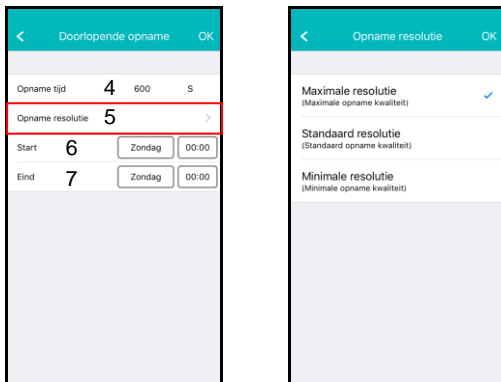 Doorlopende opname OK
Opname tijd 4 600 S
Opname resolutie 5
Start 6 Zondag 00:00
Eind 7 Zondag 00:00
Opname resolutie OK
Maximale resolutie
(Maximale opname kwaliteit)
Standaard resolutie
(Standaard opname kwaliteit)
Minimale resolutie
(Minimale opname kwaliteit)